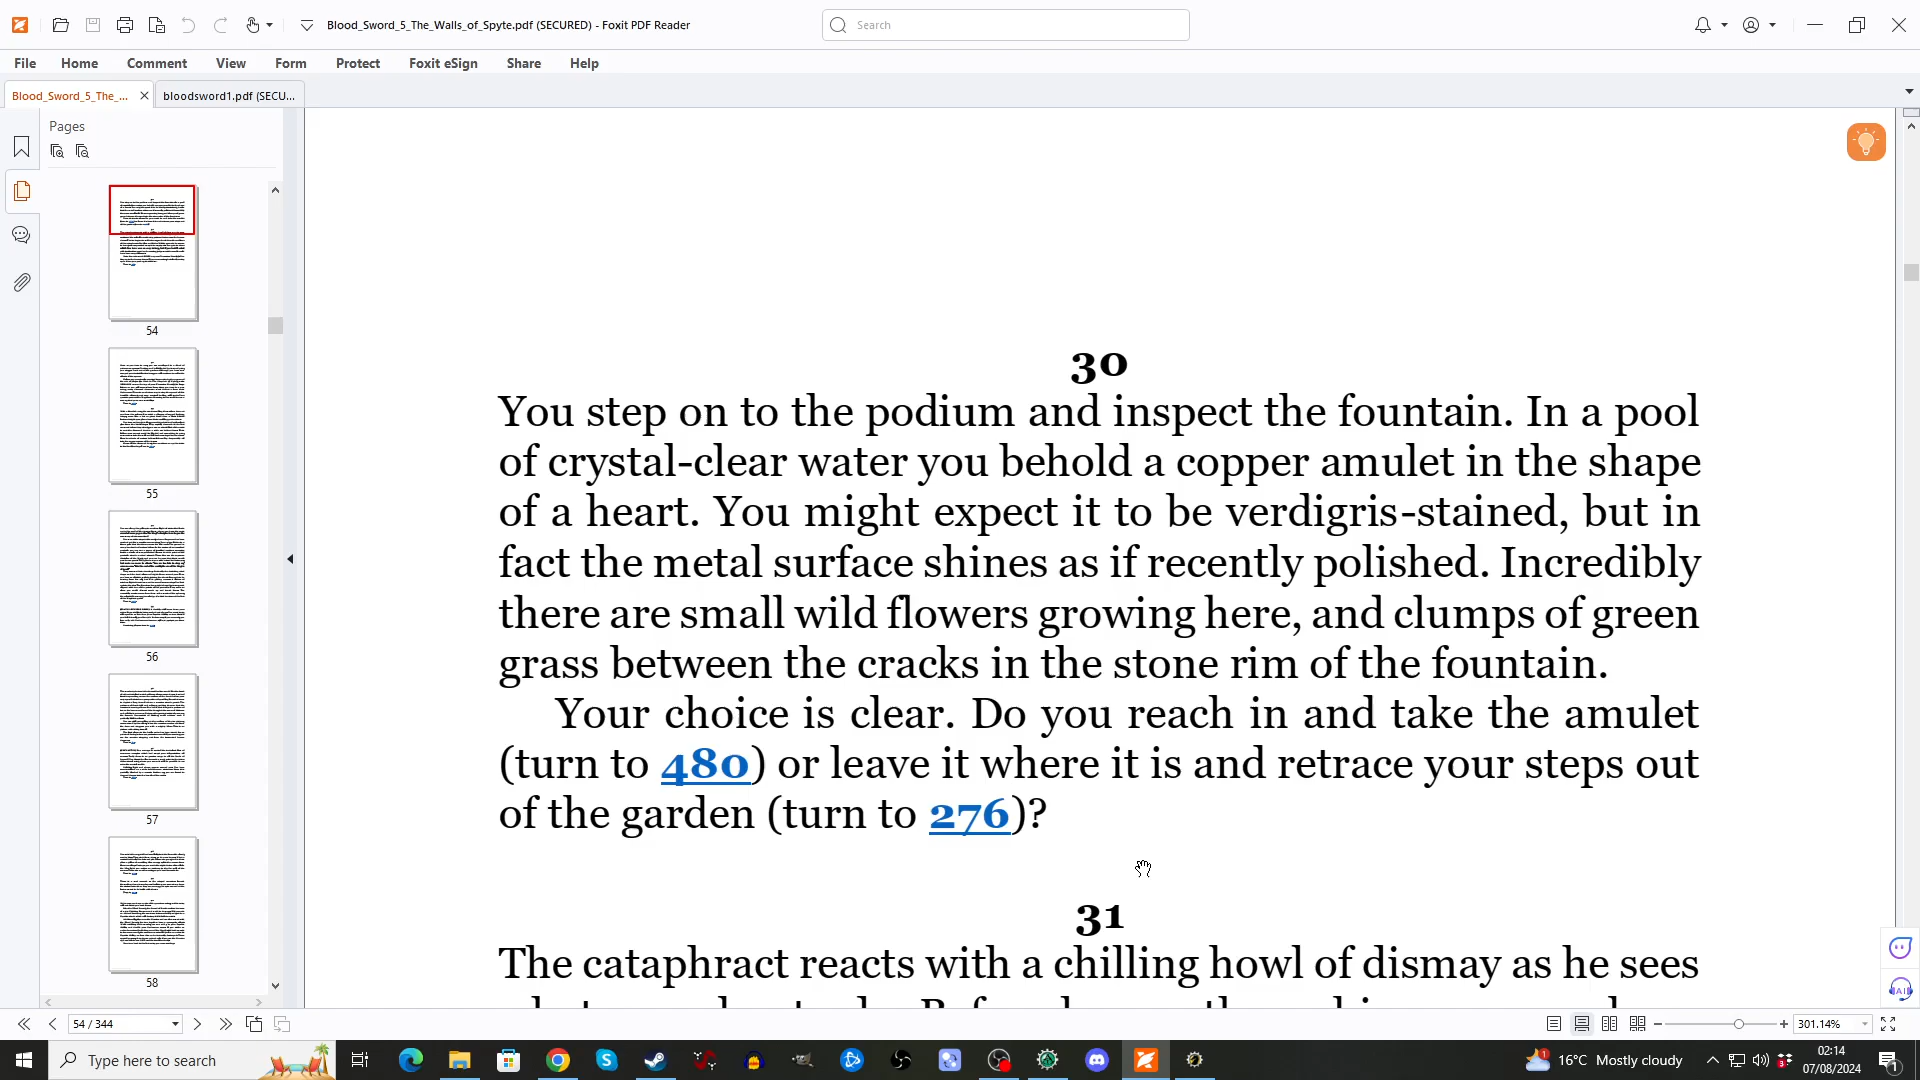 Blood_Sword_5_The_Walls_of_Spyte.pdf (SECURED) - Foxit PDF Reader
Search
File Home Comment View Form Protect Foxit eSign Share Help
Blood_Sword_5_The_... bloodsword1.pdf (SECU...
Pages
54
55
56
57
58
30
You step on to the podium and inspect the fountain. In a pool
of crystal-clear water you behold a copper amulet in the shape
of a heart. You might expect it to be verdigris-stained, but in
fact the metal surface shines as if recently polished. Incredibly
there are small wild flowers growing here, and clumps of green
grass between the cracks in the stone rim of the fountain.
Your choice is clear. Do you reach in and take the amulet
(turn to 480) or leave it where it is and retrace your steps out
of the garden (turn to 276)?
31
The cataphract reacts with a chilling howl of dismay as he sees
54 / 344
301.14%
Type here to search
16°C Mostly cloudy
02:14
07/08/2024